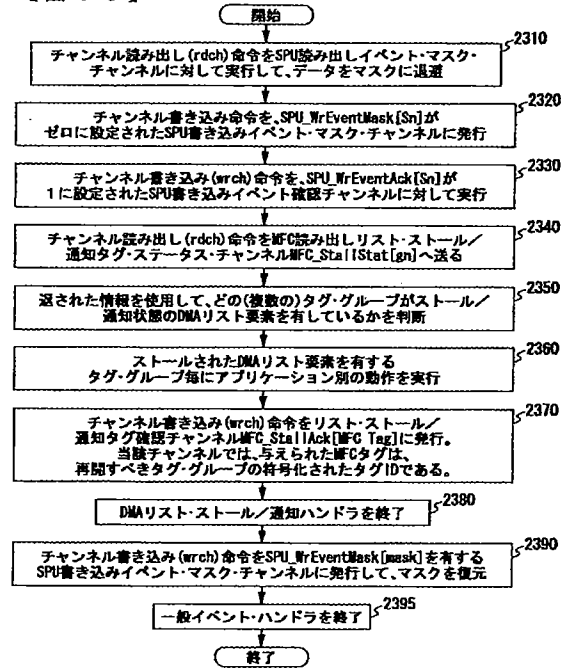 開始
2310
チャンネル読み出し(rdch)命令をSPU読み出しイベント・マスク・
チャンネルに対して実行して、データをマスクに退避
2320
チャンネル書き込み命令を、SPU_WrEventMask[Sn]が
ゼロに設定されたSPU書き込みイベント・マスク・チャンネルに発行
2330
チャンネル書き込み(wrch)命令を、SPU_WrEventAck[Sn]が
1に設定されたSPU書き込みイベント確認チャンネルに対して実行
2340
チャンネル読み出し(rdch)命令をMFC読み出しリスト・ストール/
通知タグ・ステータス・チャンネルMFC_StallStat[gn]へ送る
2350
返された情報を使用して、どの(複数の)タグ・グループがストール/
通知状態のDMAリスト要素を有しているかを判断
2360
ストールされたDMAリスト要素を有する
タグ・グループ毎にアプリケーション別の動作を実行
2370
チャンネル書き込み(wrch)命令をリスト・ストール/
通知タグ確認チャンネルMFC_StallAck[MFC Tag]に発行。
当該チャンネルでは、与えられたMFCタグは、
再開すべきタグ・グループの符号化されたタグIDである。
2380
DMAリスト・ストール/通知ハンドラを終了
2390
チャンネル書き込み(wrch)命令をSPU_WrEventMask[mask]を有する
SPU書き込みイベント・マスク・チャンネルに発行して、マスクを復元
2395
一般イベント・ハンドラを終了
終了